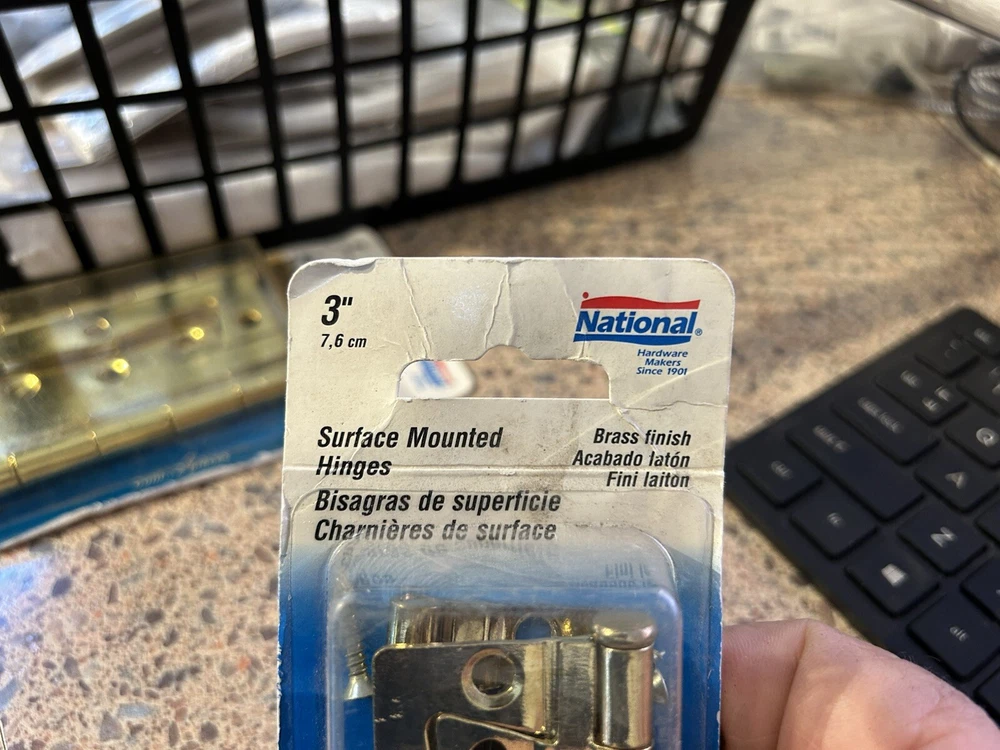 3"
7,6 cm
National®
Hardware
Makers
Since 1901
Surface Mounted
Hinges
Bisagras de superficie
Charnières de surface
Brass finish
Acabado latón
Fini laiton
Q
A
Z
alt